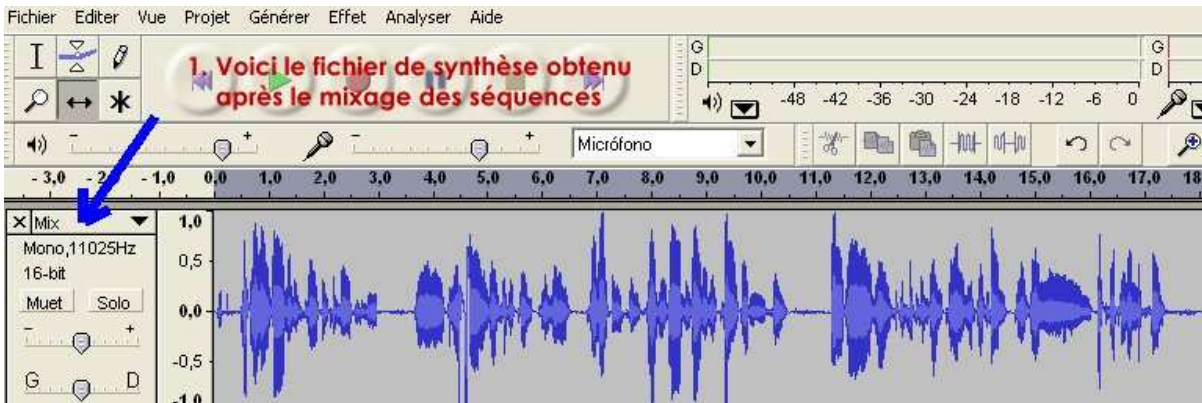 Fichier Editer Vue Projet Générer Effet Analyser Aide
1. Voici le fichier de synthèse obtenu
après le mixage des séquences
G
D
-48 -42 -36 -30 -24 -18 -12 -6 0
G
D
- +
- +
Micrófono
- 3,0 - 2 - 1,0 0,0 1,0 2,0 3,0 4,0 5,0 6,0 7,0 8,0 9,0 10,0 11,0 12,0 13,0 14,0 15,0 16,0 17,0 18
X Mix
Mono,11025Hz
16-bit
Muet Solo
- +
G D
1,0
0,5
0,0
-0,5
-1,0